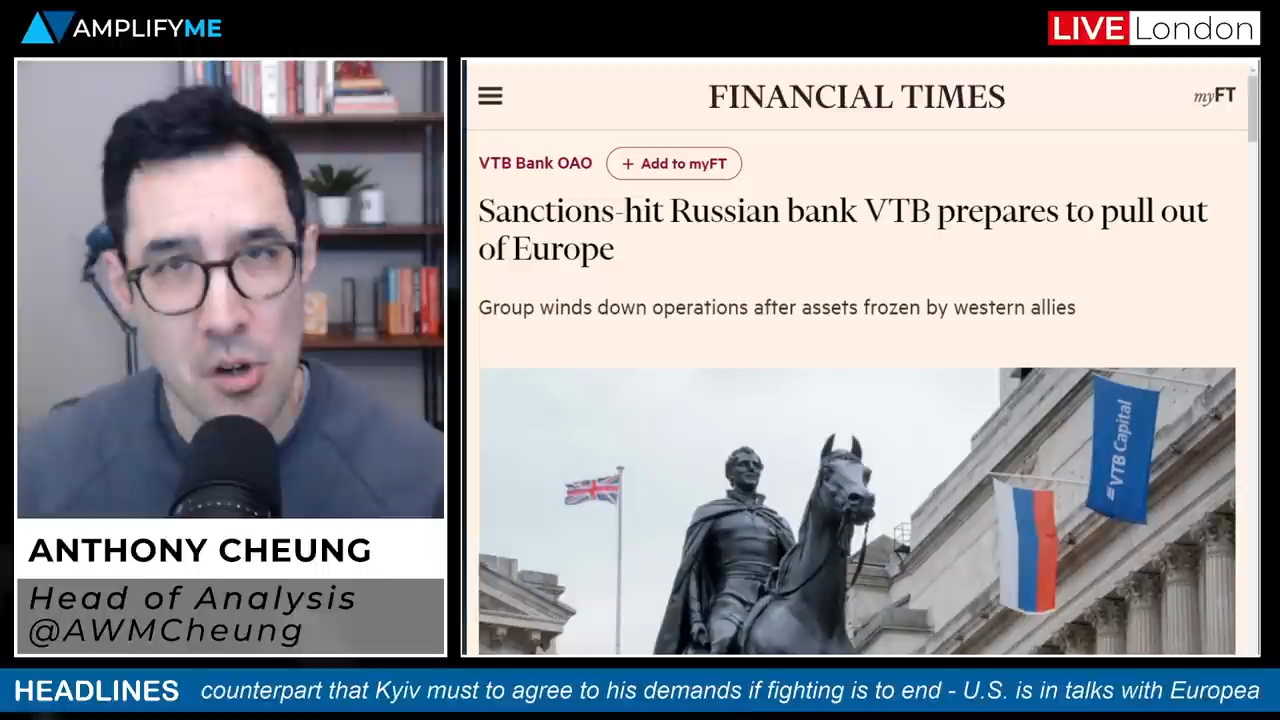 AMPLIFYME
LIVE London
FINANCIAL TIMES
myFT
VTB Bank OAO
+ Add to myFT
Sanctions-hit Russian bank VTB prepares to pull out
of Europe
Group winds down operations after assets frozen by western allies
VTB Capital
ANTHONY CHEUNG
Head of Analysis
@AWMCheung
HEADLINES counterpart that Kyiv must to agree to his demands if fighting is to end - U.S. is in talks with Europea